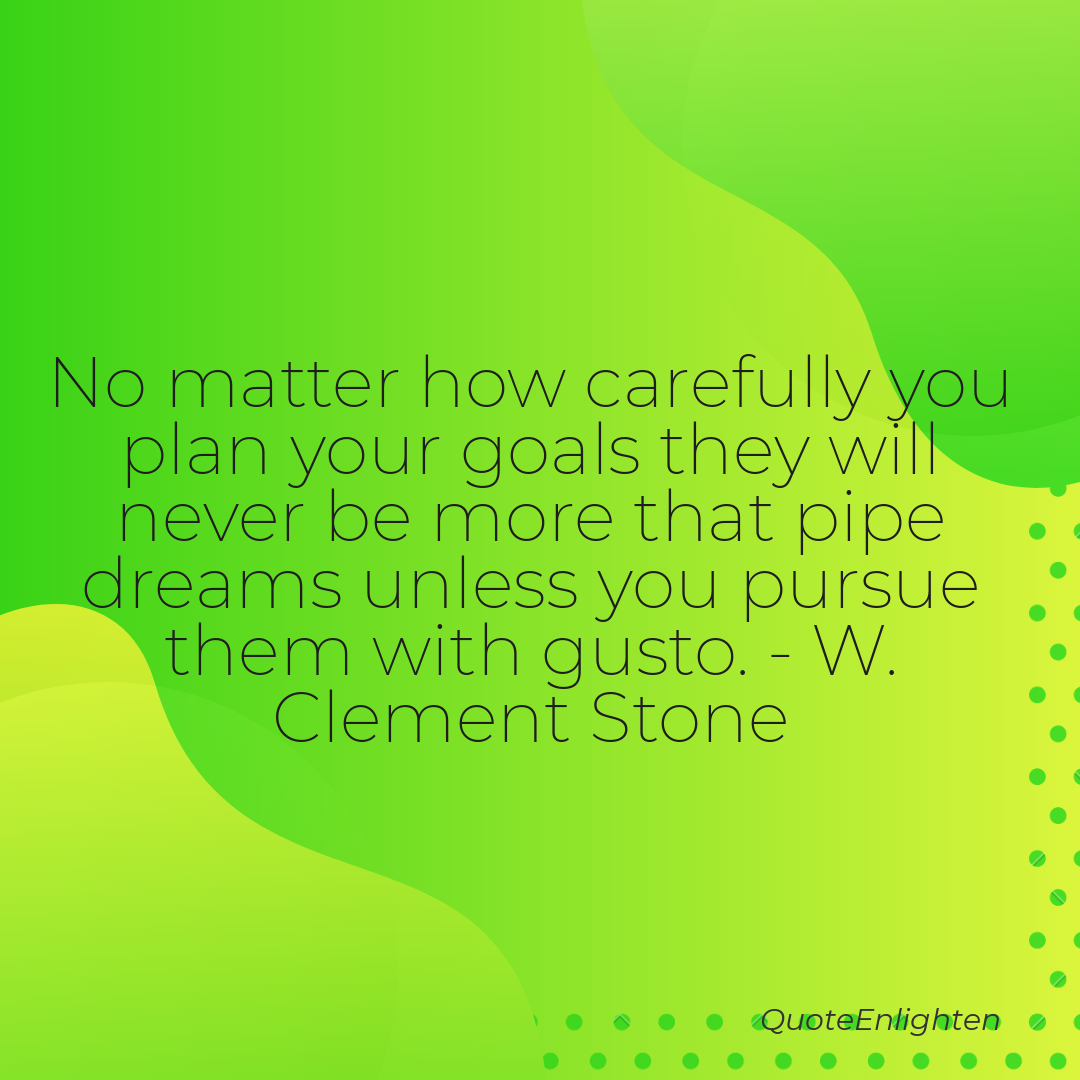 No matter how carefully you
plan your goals they will
never be more that pipe
dreams unless you pursue
them with gusto. - W.
Clement Stone
QuoteEnlighten